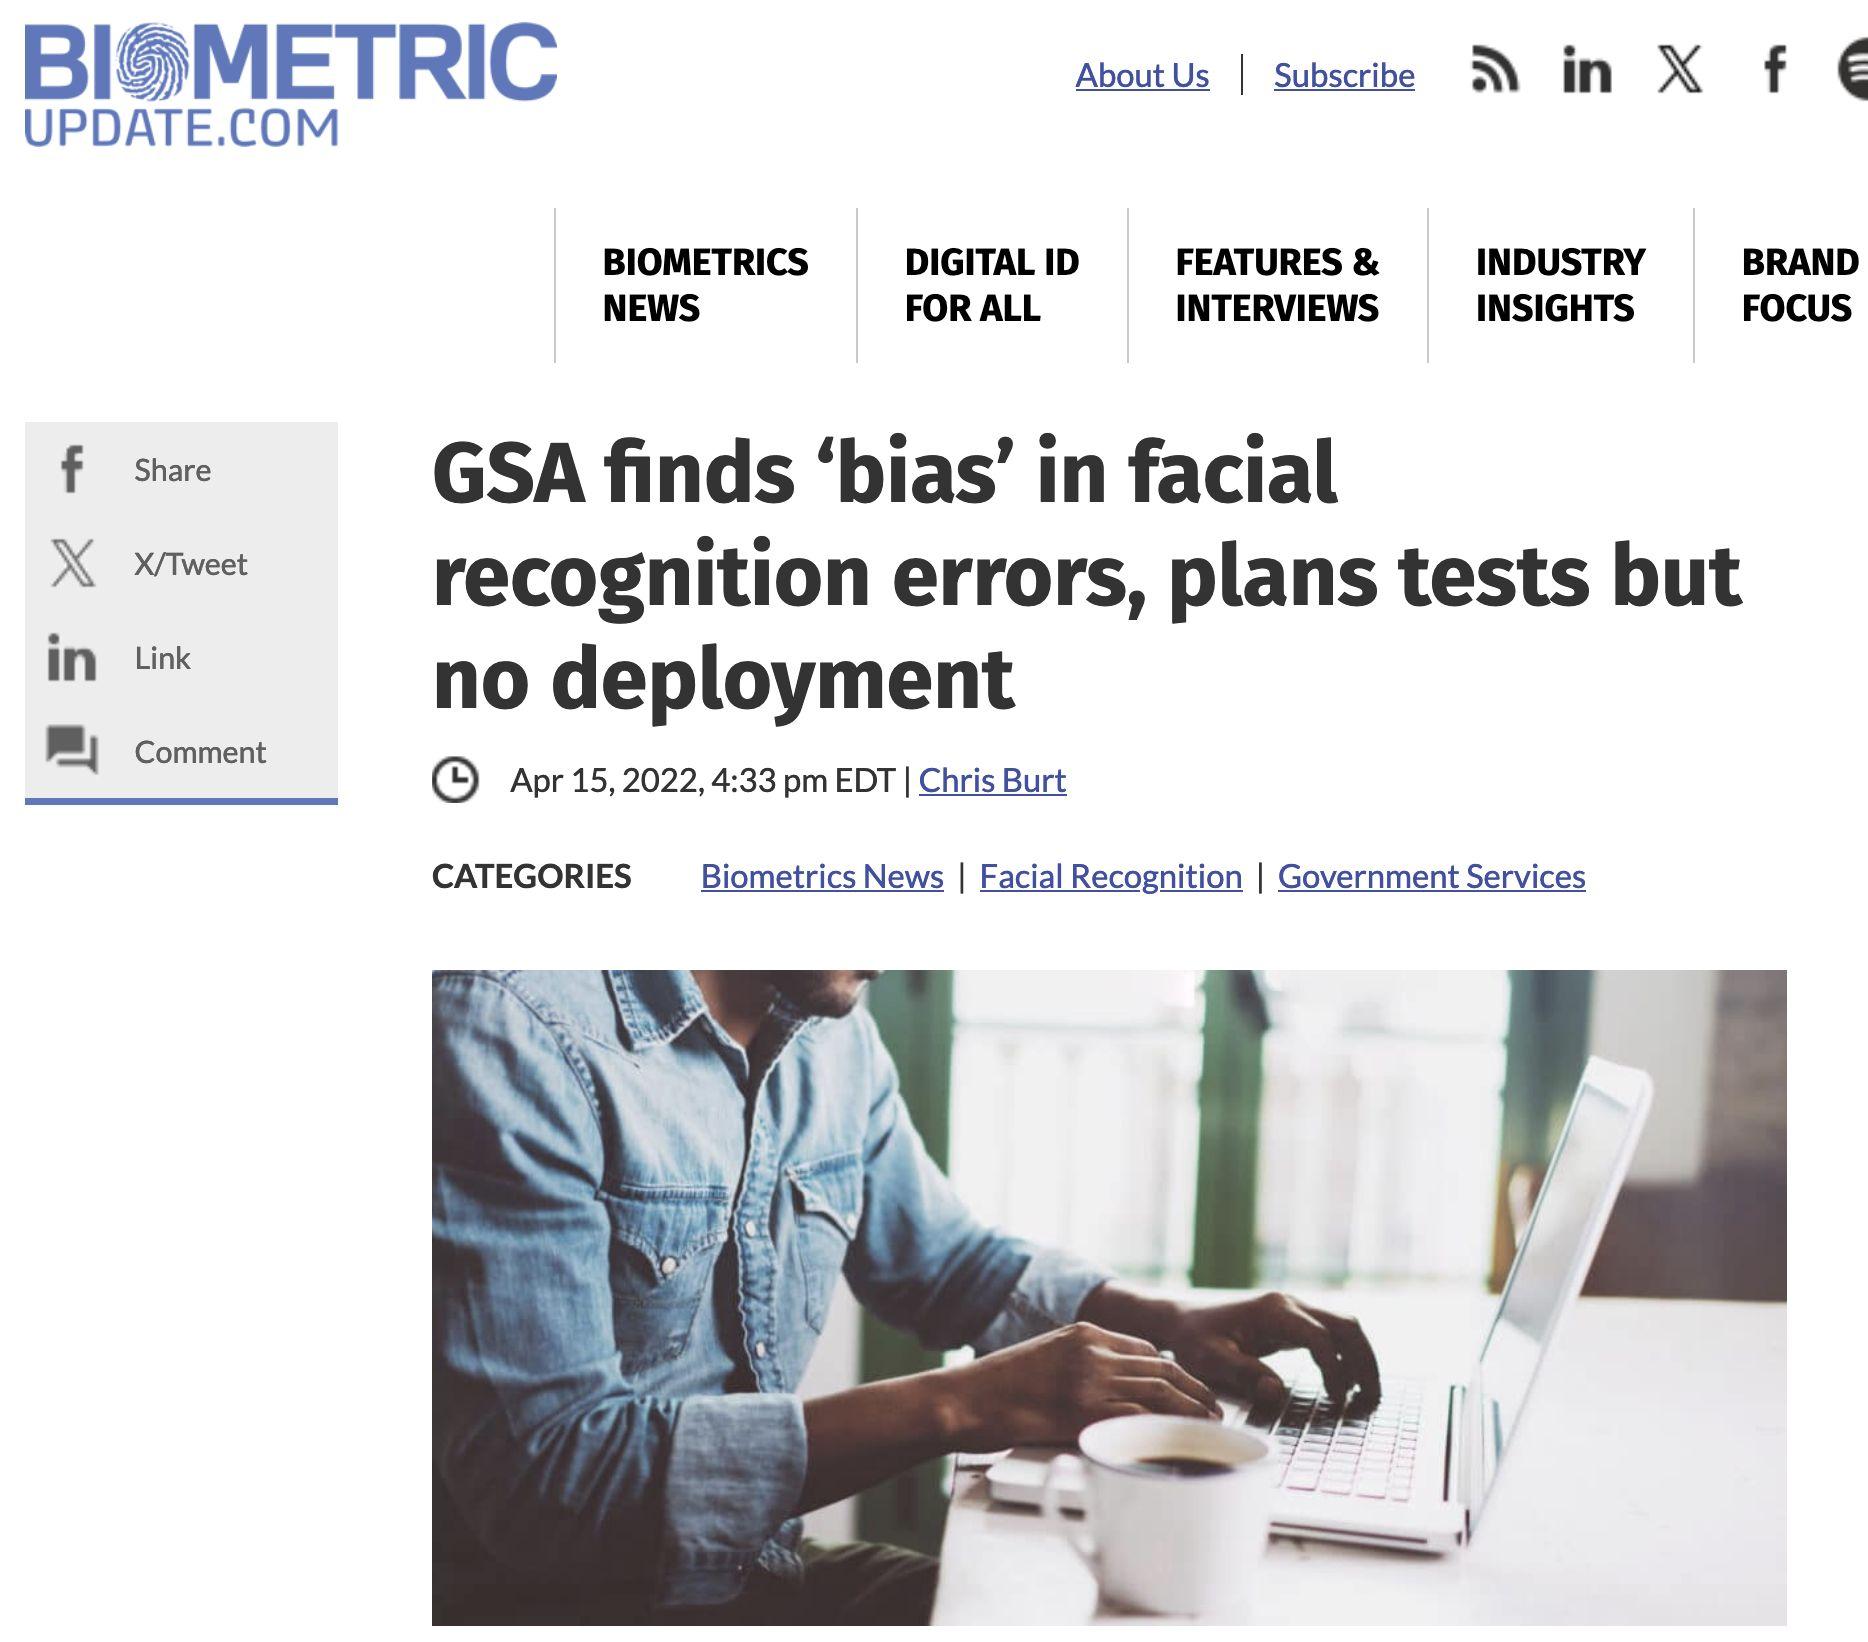 BIOMETRIC
UPDATE.COM
About Us | Subscribe
BIOMETRICS
NEWS
DIGITAL ID
FOR ALL
FEATURES &
INTERVIEWS
INDUSTRY
INSIGHTS
BRAND
FOCUS
Share
X/Tweet
Link
Comment
GSA finds ‘bias’ in facial
recognition errors, plans tests but
no deployment
Apr 15, 2022, 4:33 pm EDT | Chris Burt
CATEGORIES Biometrics News | Facial Recognition | Government Services